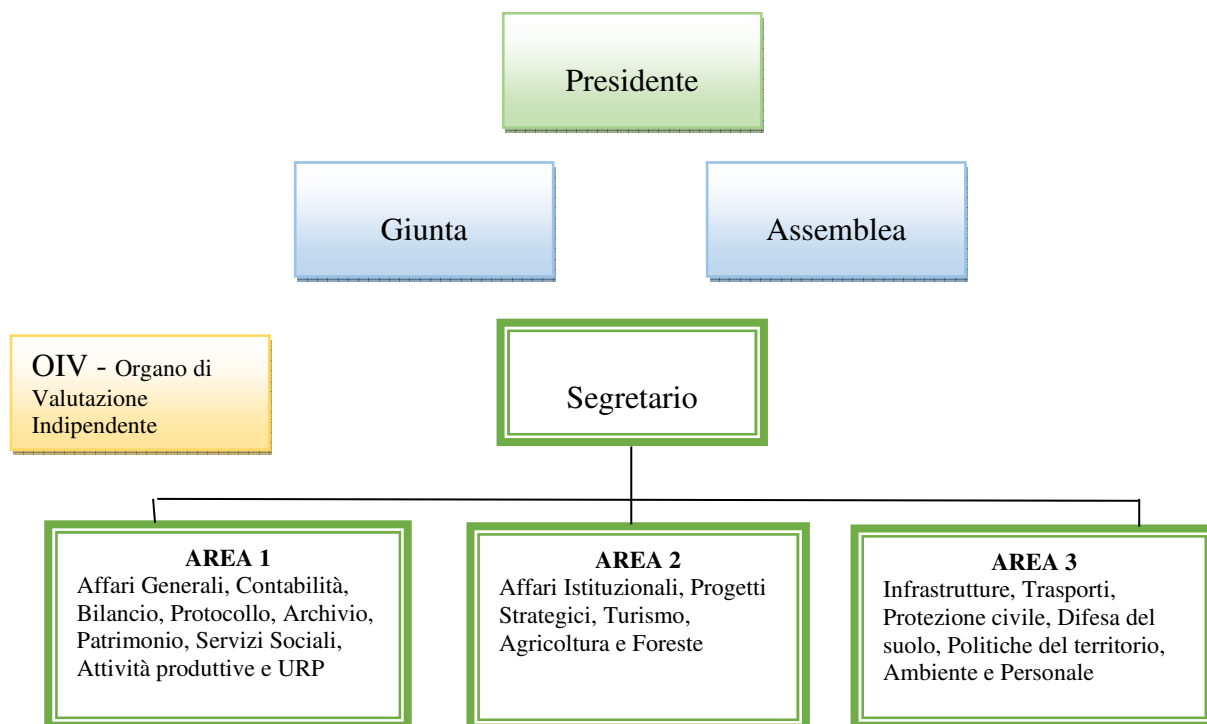 Presidente
Giunta
Assemblea
OIV - Organo di
Valutazione
Indipendente
Segretario
AREA 1
Affari Generali, Contabilità,
Bilancio, Protocollo, Archivio,
Patrimonio, Servizi Sociali,
Attività produttive e URP
AREA 2
Affari Istituzionali, Progetti
Strategici, Turismo,
Agricoltura e Foreste
AREA 3
Infrastrutture, Trasporti,
Protezione civile, Difesa del
suolo, Politiche del territorio,
Ambiente e Personale